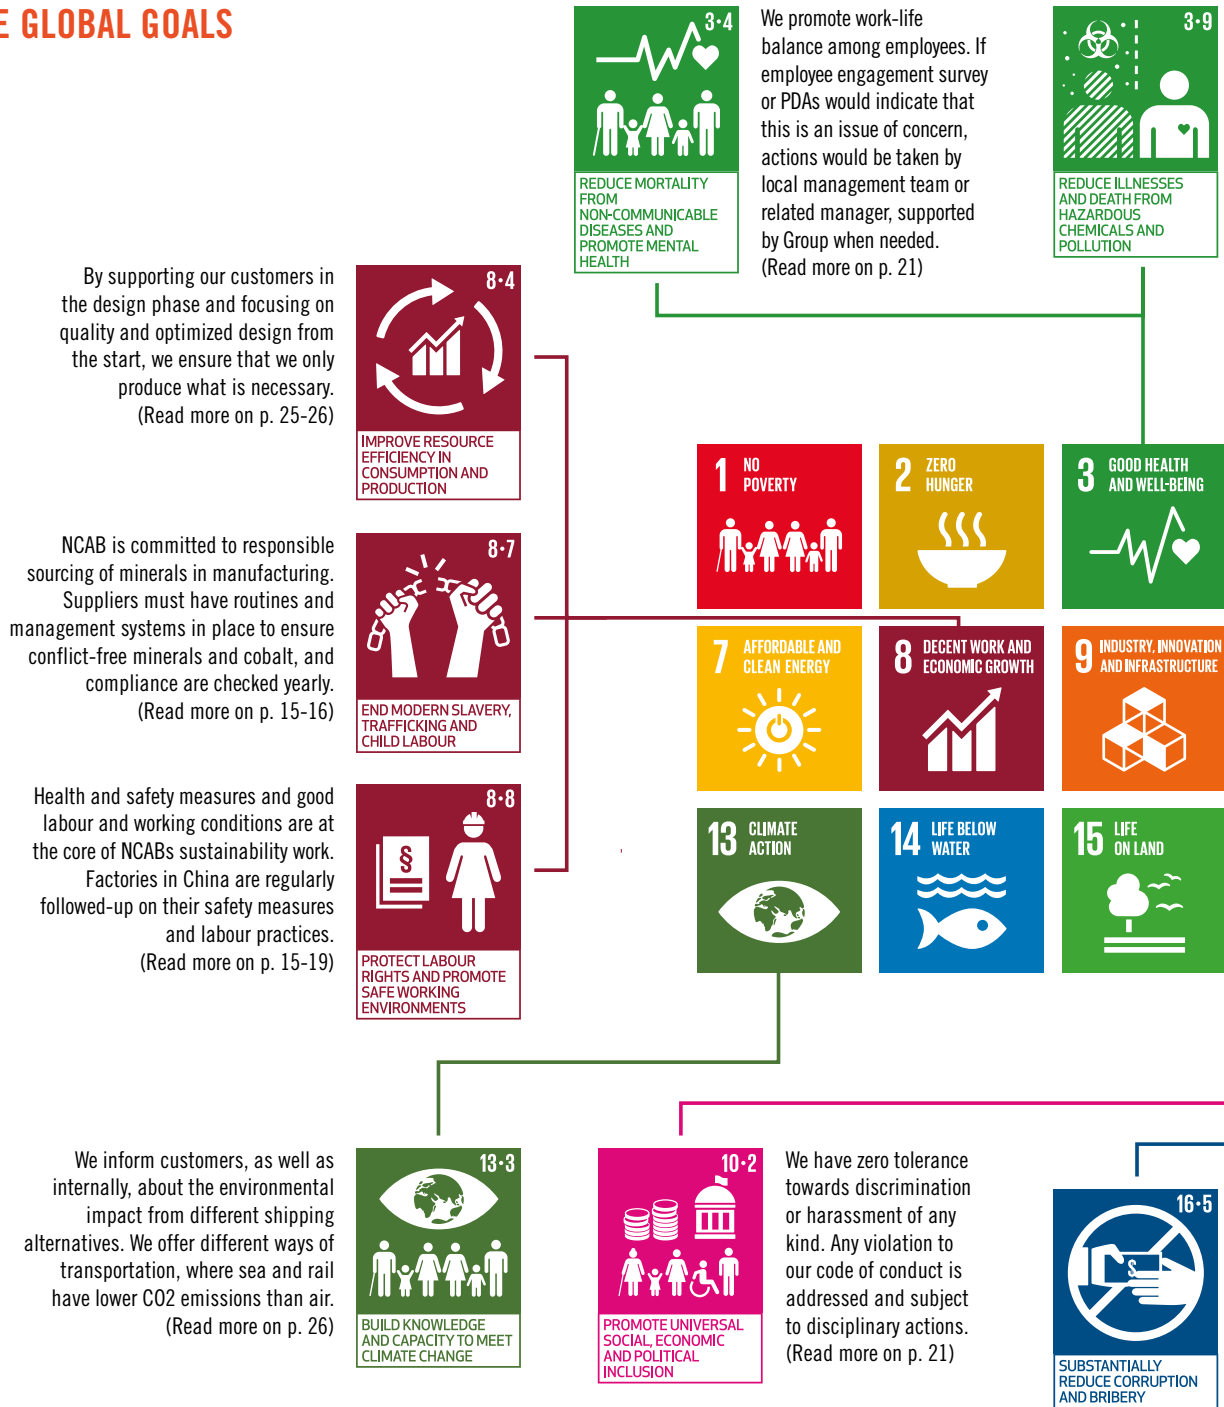 E GLOBAL GOALS
3·4
REDUCE MORTALITY
FROM
NON-COMMUNICABLE
DISEASES AND
PROMOTE MENTAL
HEALTH
We promote work-life
balance among employees. If
employee engagement survey
or PDAs would indicate that
this is an issue of concern,
actions would be taken by
local management team or
related manager, supported
by Group when needed.
(Read more on p. 21)
3·9
REDUCE ILLNESSES
AND DEATH FROM
HAZARDOUS
CHEMICALS AND
POLLUTION
By supporting our customers in
the design phase and focusing on
quality and optimized design from
the start, we ensure that we only
produce what is necessary.
(Read more on p. 25-26)
8·4
IMPROVE RESOURCE
EFFICIENCY IN
CONSUMPTION AND
PRODUCTION
NCAB is committed to responsible
sourcing of minerals in manufacturing.
Suppliers must have routines and
management systems in place to ensure
conflict-free minerals and cobalt, and
compliance are checked yearly.
(Read more on p. 15-16)
8·7
END MODERN SLAVERY,
TRAFFICKING AND
CHILD LABOUR
Health and safety measures and good
labour and working conditions are at
the core of NCABs sustainability work.
Factories in China are regularly
followed-up on their safety measures
and labour practices.
(Read more on p. 15-19)
8·8
§
PROTECT LABOUR
RIGHTS AND PROMOTE
SAFE WORKING
ENVIRONMENTS
1 NO
POVERTY
2 ZERO
HUNGER
3 GOOD HEALTH
AND WELL-BEING
7 AFFORDABLE AND
CLEAN ENERGY
8 DECENT WORK AND
ECONOMIC GROWTH
9 INDUSTRY, INNOVATION
AND INFRASTRUCTURE
13 CLIMATE
ACTION
14 LIFE BELOW
WATER
15 LIFE
ON LAND
We inform customers, as well as
internally, about the environmental
impact from different shipping
alternatives. We offer different ways of
transportation, where sea and rail
have lower CO2 emissions than air.
(Read more on p. 26)
13·3
BUILD KNOWLEDGE
AND CAPACITY TO MEET
CLIMATE CHANGE
10·2
PROMOTE UNIVERSAL
SOCIAL, ECONOMIC
AND POLITICAL
INCLUSION
We have zero tolerance
towards discrimination
or harassment of any
kind. Any violation to
our code of conduct is
addressed and subject
to disciplinary actions.
(Read more on p. 21)
16·5
$
SUBSTANTIALLY
REDUCE CORRUPTION
AND BRIBERY